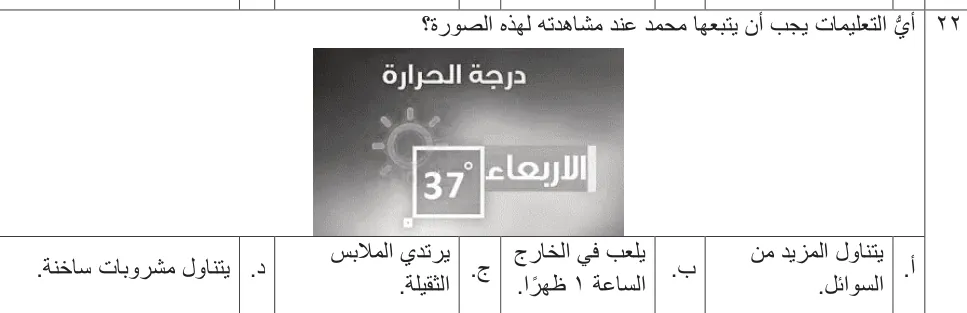 ٢٢ أيُّ التعليمات يجب أن يتبعها محمد عند مشاهدته لهذه الصورة؟
درجة الحرارة
الاربعاء 37°
أ. يتناول المزيد من
السوائل.
ب. يلعب في الخارج
الساعة ١ ظهرًا.
ج. يرتدي الملابس
الثقيلة.
د. يتناول مشروبات ساخنة.